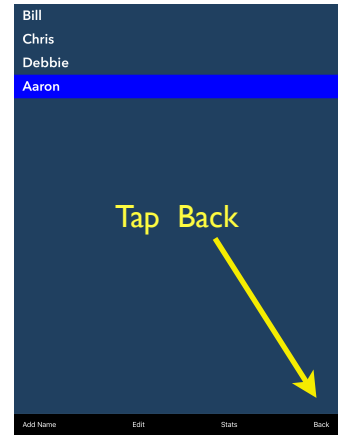 Bill
Chris
Debbie
Aaron
Tap Back
Add Name Edit Stats Back